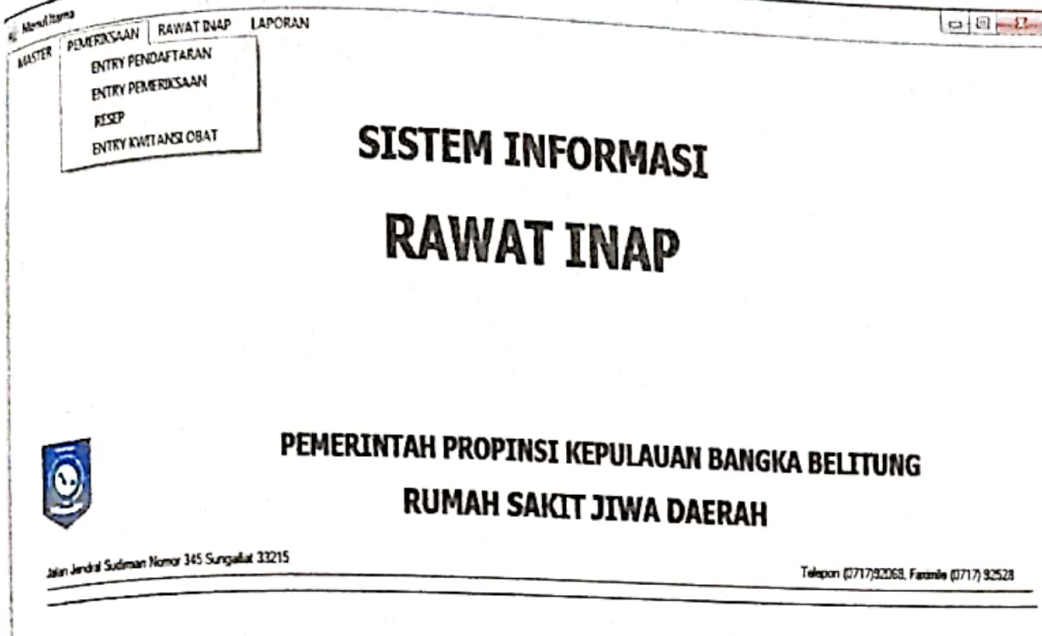 MenuUtama
MASTER PEMERIKSAAN RAWAT INAP LAPORAN
ENTRY PENDAFTARAN
ENTRY PEMERIKSAAN
RESEP
ENTRY KWITANSI OBAT
SISTEM INFORMASI
RAWAT INAP
PEMERINTAH PROPINSI KEPULAUAN BANGKA BELITUNG
RUMAH SAKIT JIWA DAERAH
Jalan Jendral Sudirman Nomor 345 Sungailiat 33215
Telepon (0717)92068, Faximile (0717) 92528